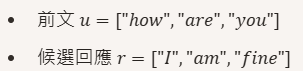 • 前文 u = ["how","are","you"]
• 候選回應 r = ["I","am","fine"]